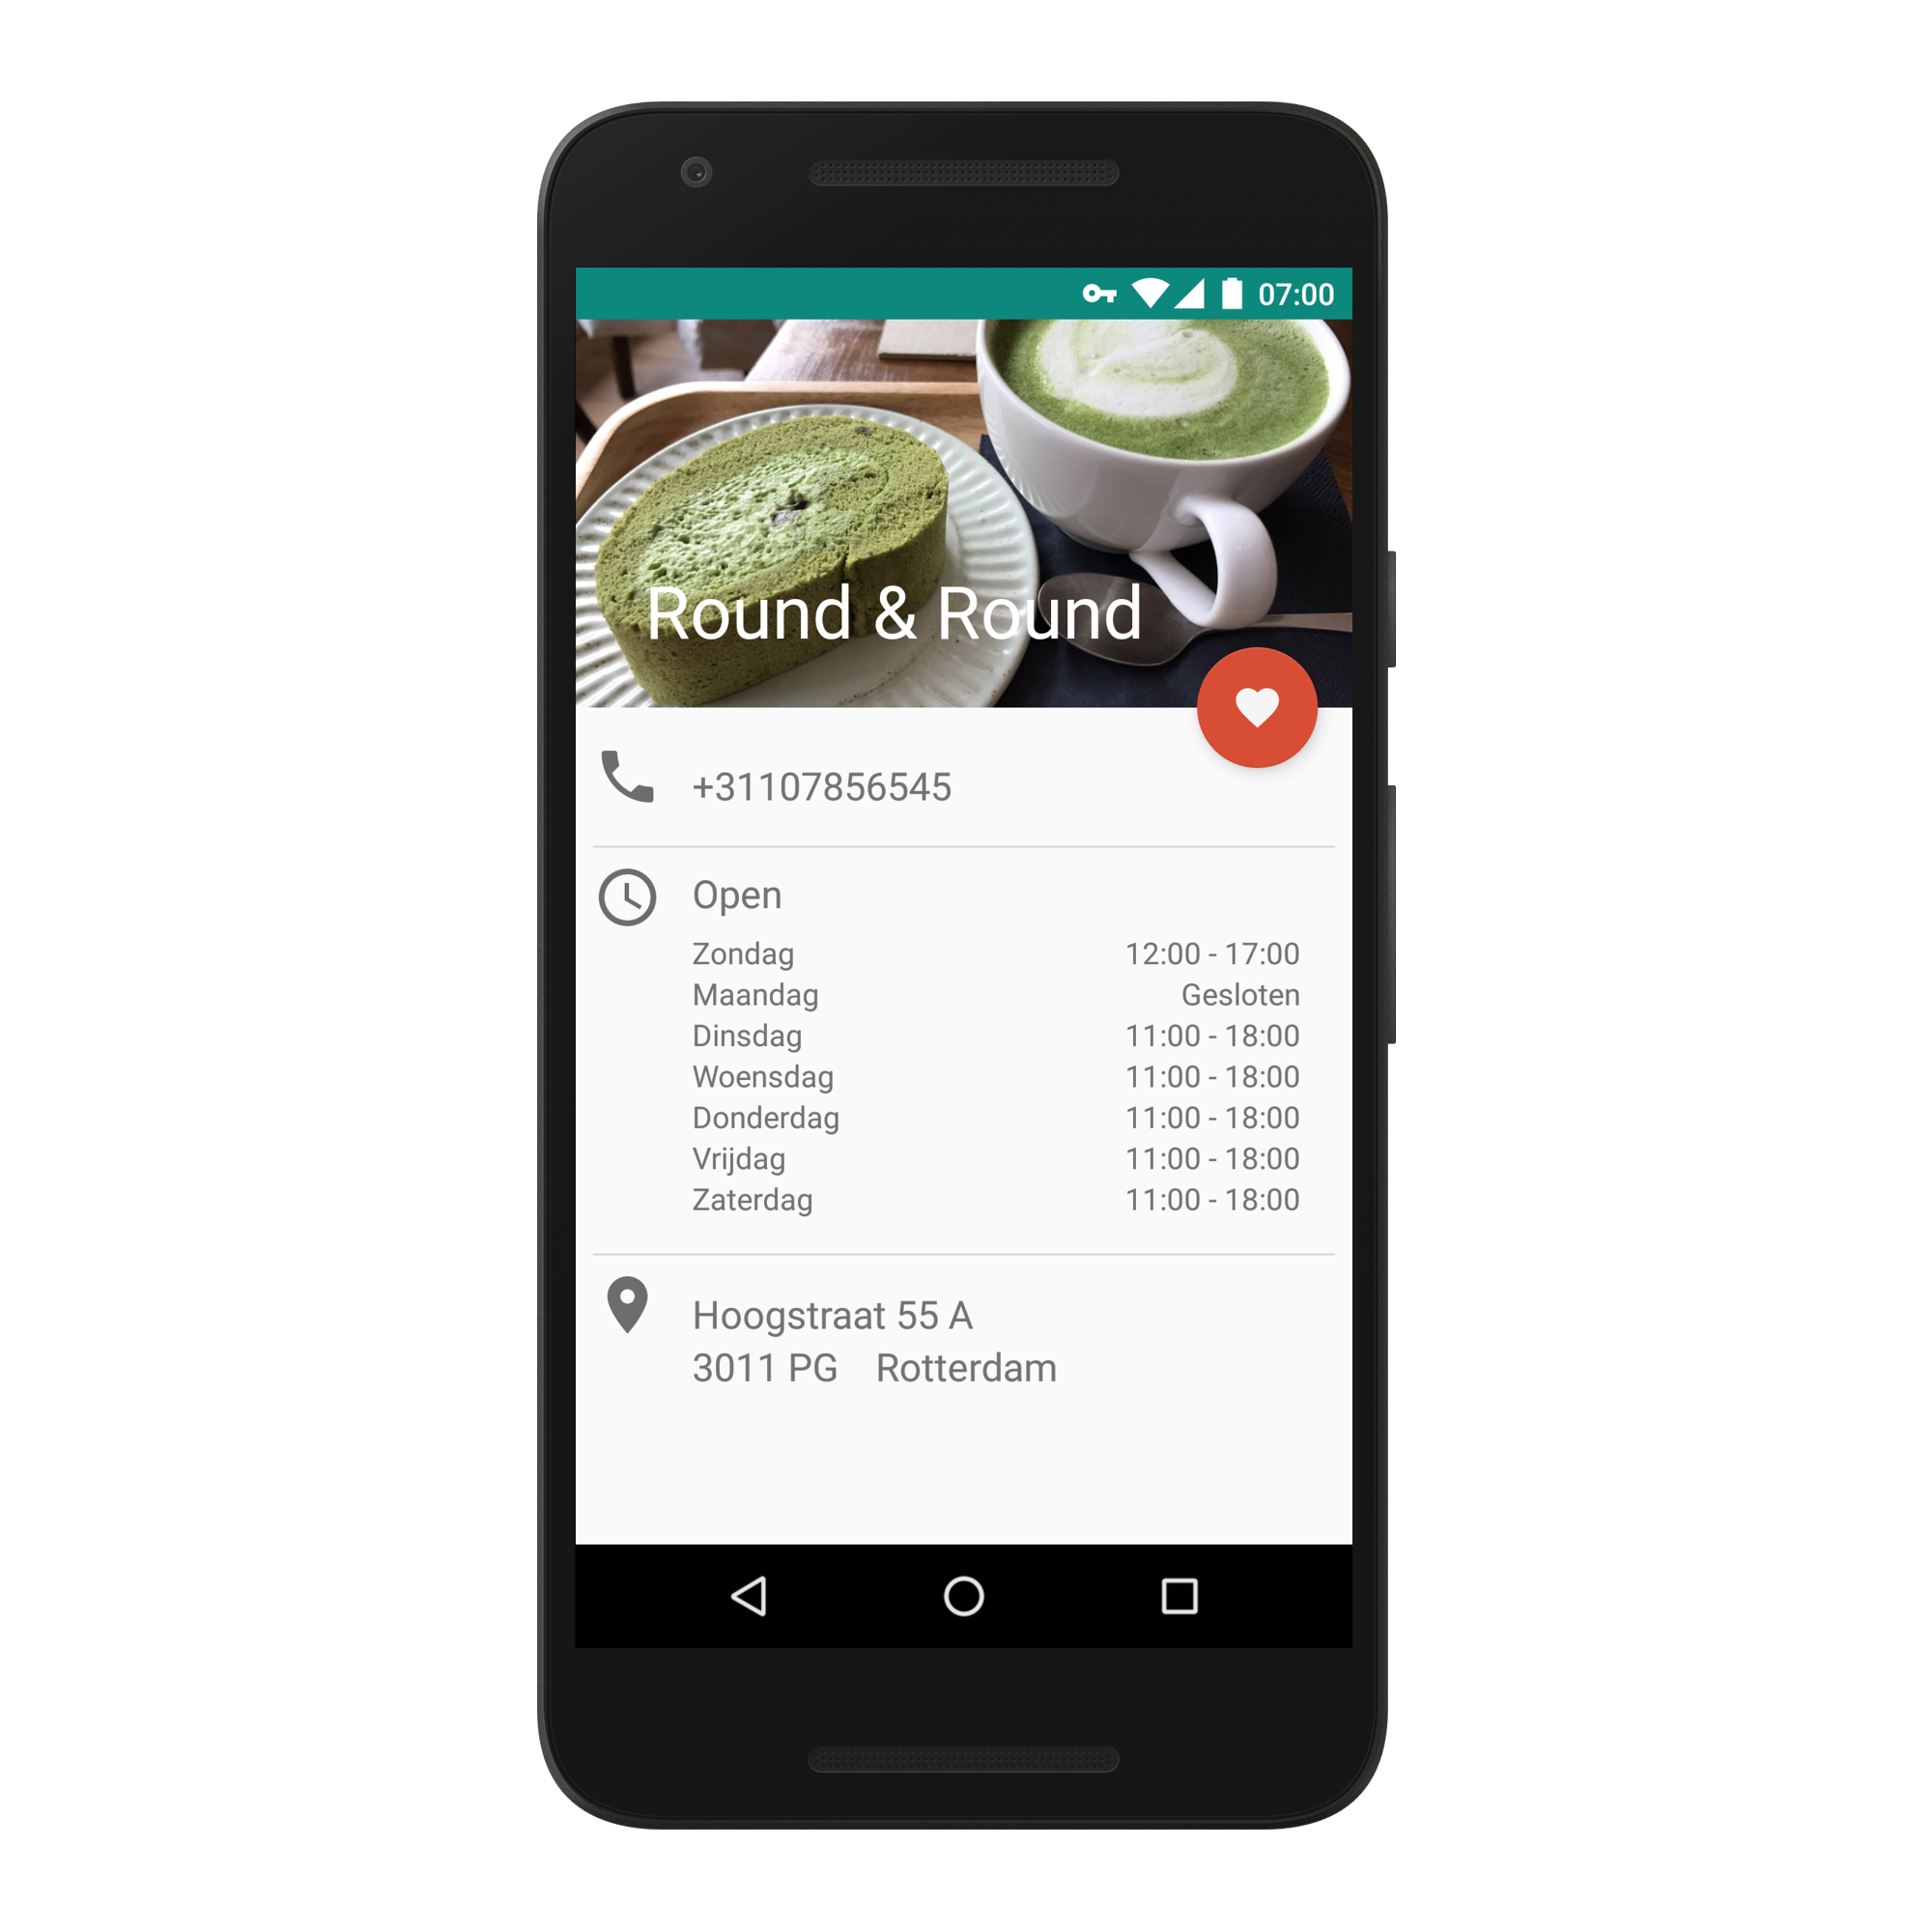 07:00
Round & Round
+31107856545
Open
Zondag 12:00 - 17:00
Maandag Gesloten
Dinsdag 11:00 - 18:00
Woensdag 11:00 - 18:00
Donderdag 11:00 - 18:00
Vrijdag 11:00 - 18:00
Zaterdag 11:00 - 18:00
Hoogstraat 55 A
3011 PG Rotterdam